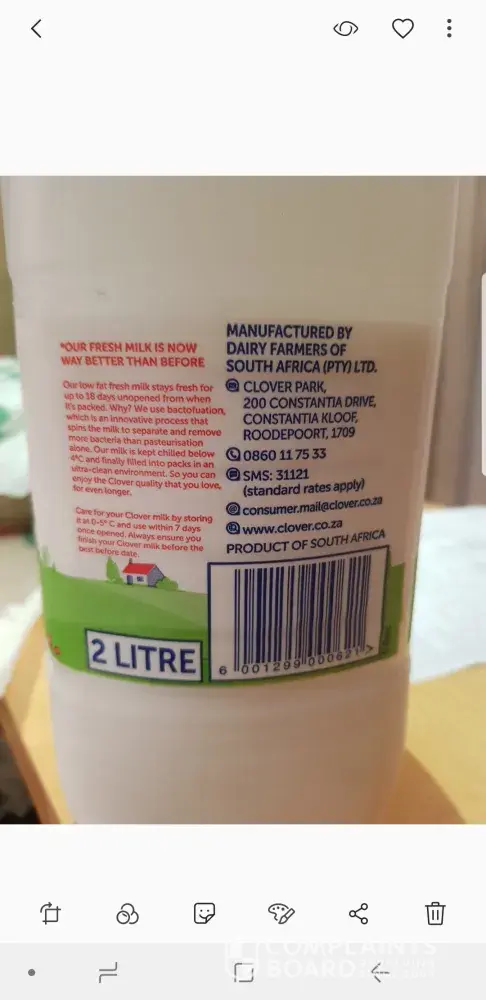 *OUR FRESH MILK IS NOW
WAY BETTER THAN BEFORE
Our low fat fresh milk stays fresh for
up to 18 days unopened from when
it's packed. Why? We use bactofuation,
which is an innovative process that
spins the milk to separate and remove
more bacteria than pasteurisation
alone. Our milk is kept chilled below
4°C and finally filled into packs in an
ultra-clean environment. So you can
enjoy the Clover quality that you love,
for even longer.
Care for your Clover milk by storing
it at 0-5° C and use within 7 days
once opened. Always ensure you
finish your Clover milk before the
best before date.
2 LITRE
MANUFACTURED BY
DAIRY FARMERS OF
SOUTH AFRICA (PTY) LTD.
CLOVER PARK,
200 CONSTANTIA DRIVE,
CONSTANTIA KLOOF,
ROODEPOORT, 1709
0860 11 75 33
SMS: 31121
(standard rates apply)
consumer.mail@clover.co.za
www.clover.co.za
PRODUCT OF SOUTH AFRICA
6 001299 000621 >
COMPLAINTS
BOARD